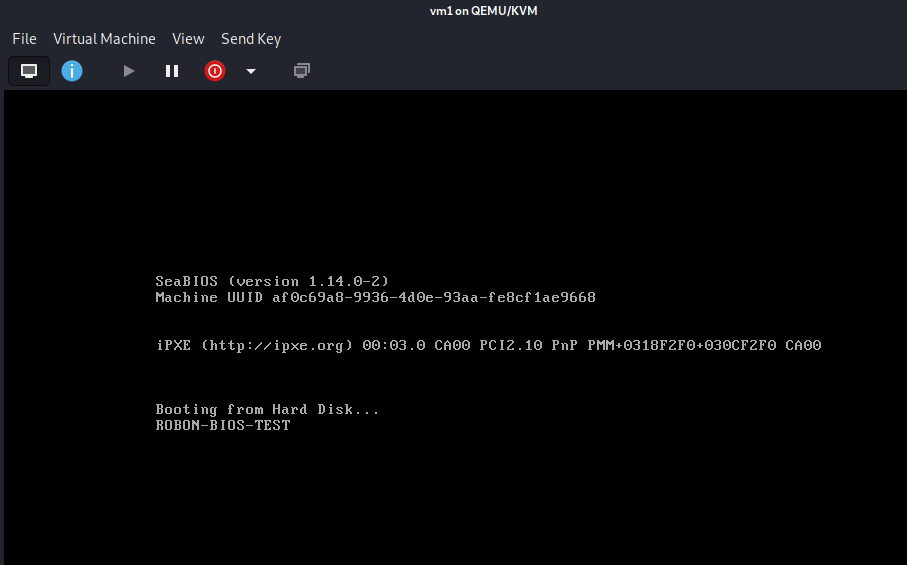 vm1 on QEMU/KVM
File Virtual Machine View Send Key
SeaBIOS (version 1.14.0-2)
Machine UUID af0c69a8-9936-4d0e-93aa-fe8cf1ae9668
iPXE (http://ipxe.org) 00:03.0 CA00 PCI2.10 PnP PMM+0318F2F0+030CF2F0 CA00
Booting from Hard Disk...
ROBON-BIOS-TEST